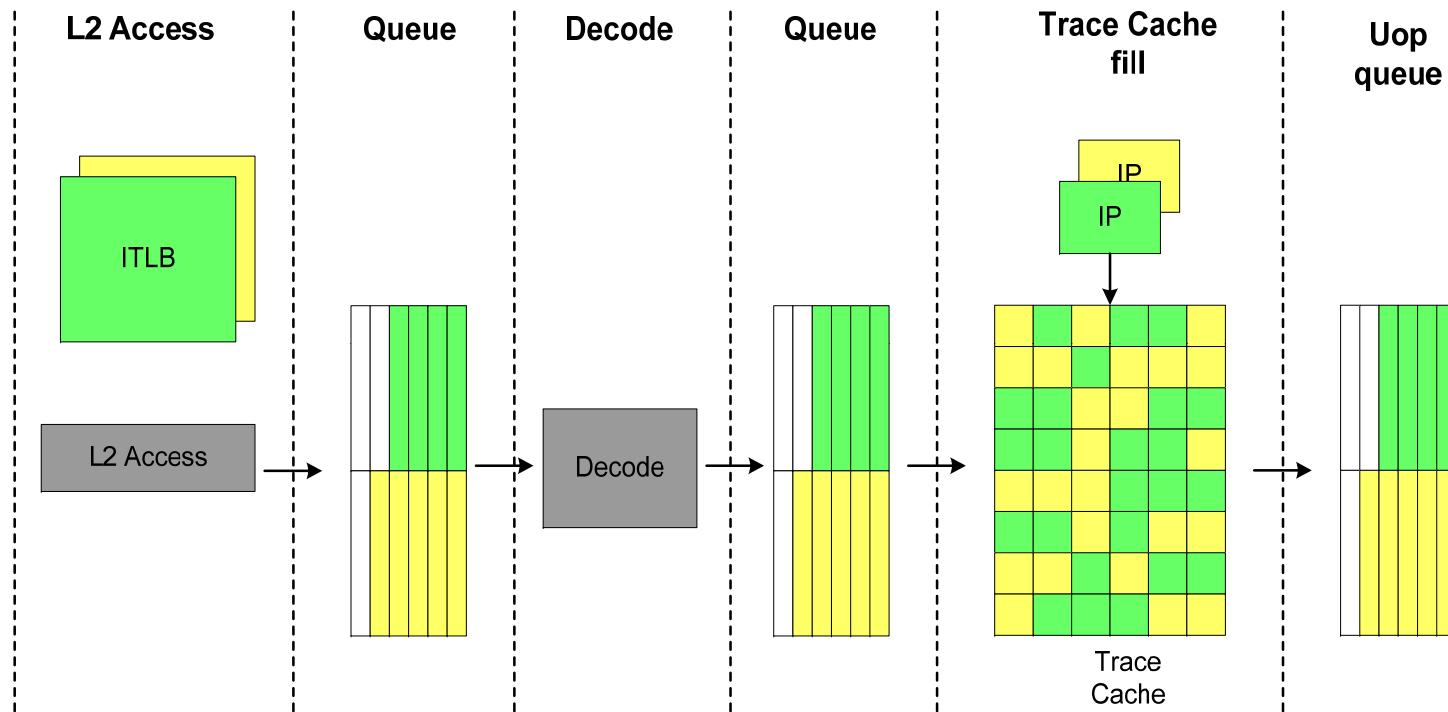 L2 Access
Queue
Decode
Queue
Trace Cache
fill
Uop
queue
IP
IP
ITLB
L2 Access
Decode
Trace
Cache